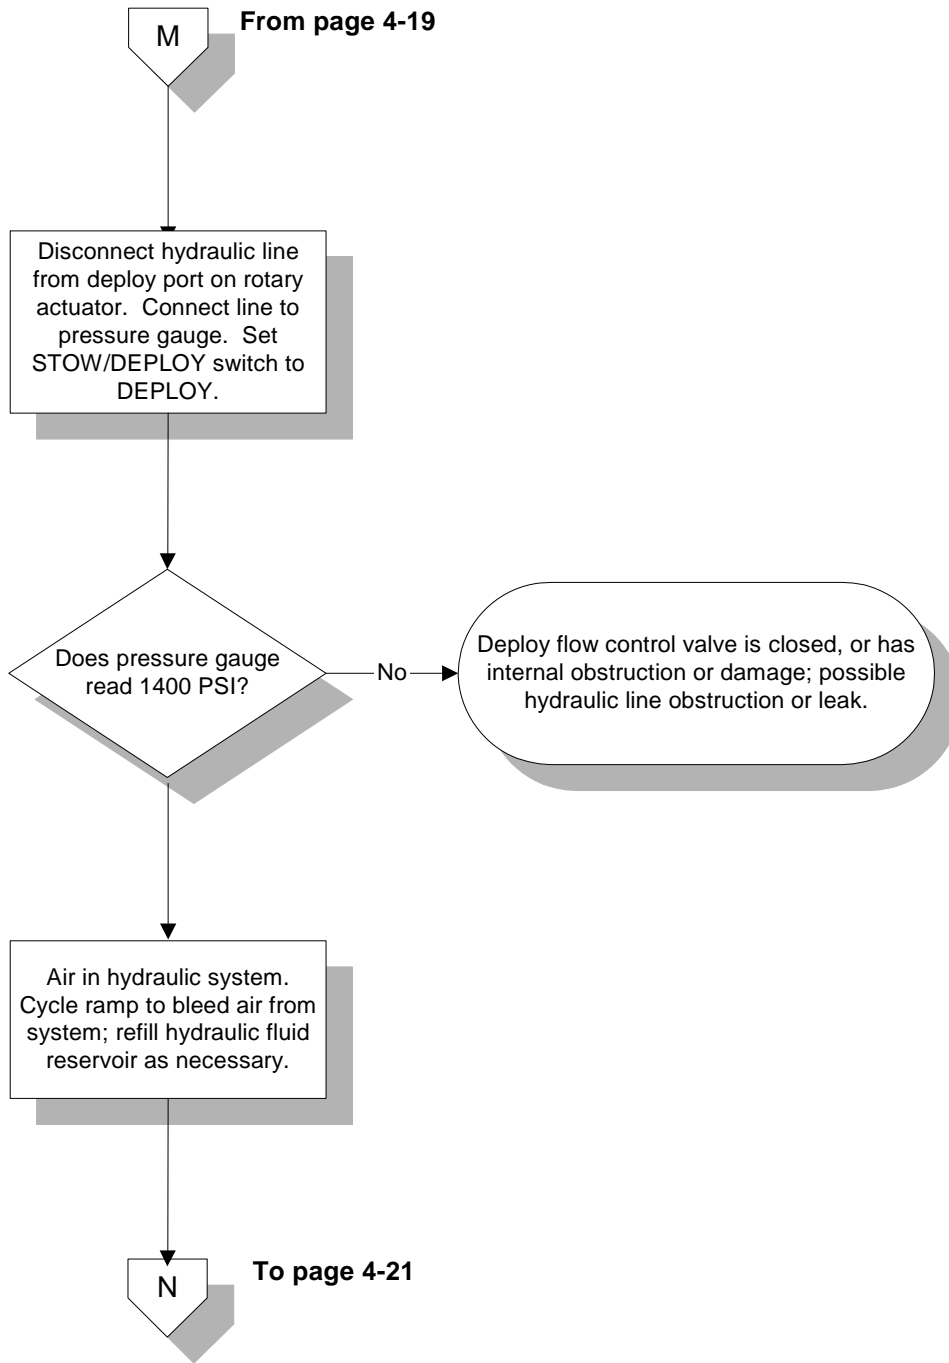 M
From page 4-19
Disconnect hydraulic line
from deploy port on rotary
actuator.  Connect line to
pressure gauge.  Set
STOW/DEPLOY switch to
DEPLOY.
Does pressure gauge
read 1400 PSI?
No
Deploy flow control valve is closed, or has
internal obstruction or damage; possible
hydraulic line obstruction or leak.
Air in hydraulic system.
Cycle ramp to bleed air from
system; refill hydraulic fluid
reservoir as necessary.
N
To page 4-21